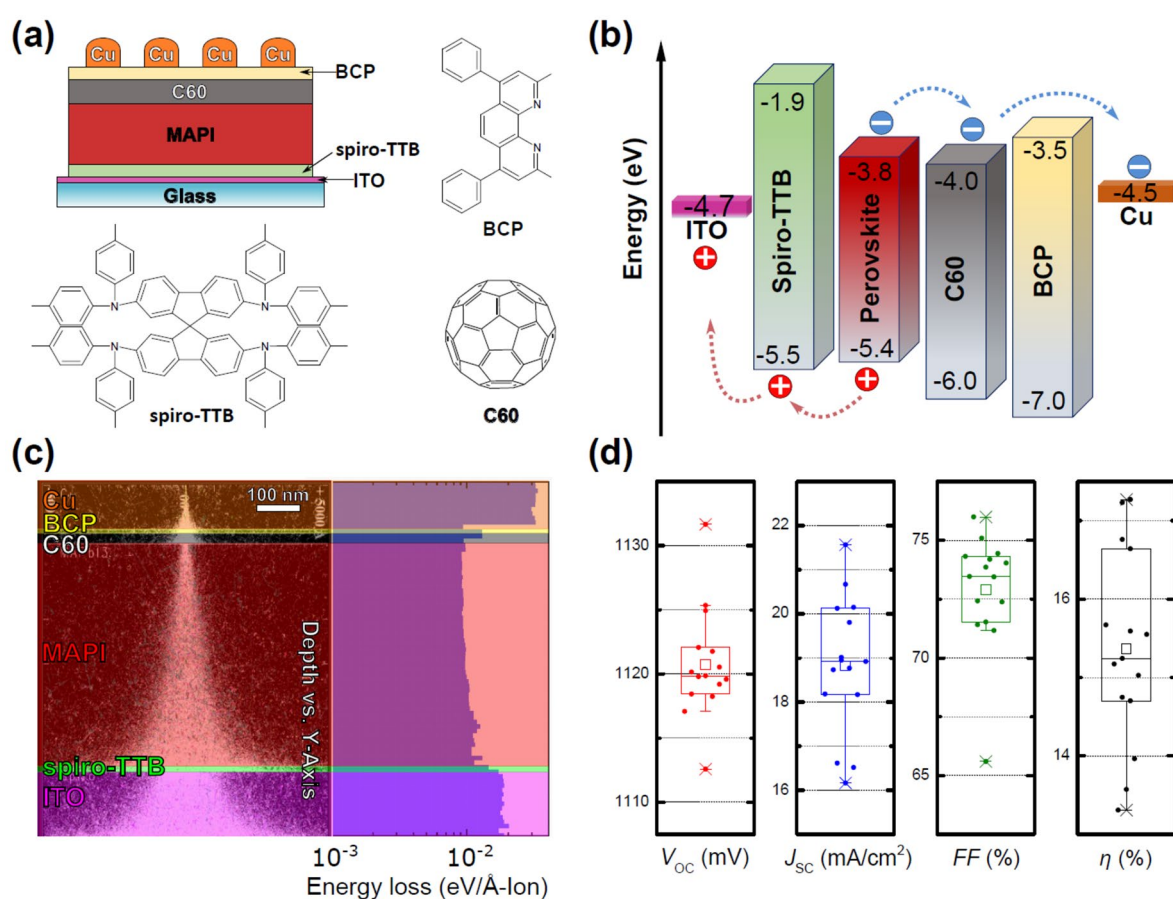 (a)
Cu Cu Cu Cu
BCP
C60
MAPI
spiro-TTB
ITO
Glass
N
N
BCP
N N
N N
spiro-TTB
C60
(b)
Energy (eV)
-4.7
ITO
-1.9
Spiro-TTB
-5.5
-3.8
Perovskite
-5.4
-4.0
C60
-6.0
-3.5
BCP
-7.0
-4.5
Cu
(c)
Cu
BCP
C60
MAPI
spiro-TTB
ITO
100 nm
Depth vs. Y-Axis
10⁻³ 10⁻²
Energy loss (eV/Å-Ion)
(d)
1130
1120
1110
V_OC (mV)
22
20
18
16
J_SC (mA/cm²)
75
70
65
FF (%)
16
14
η (%)